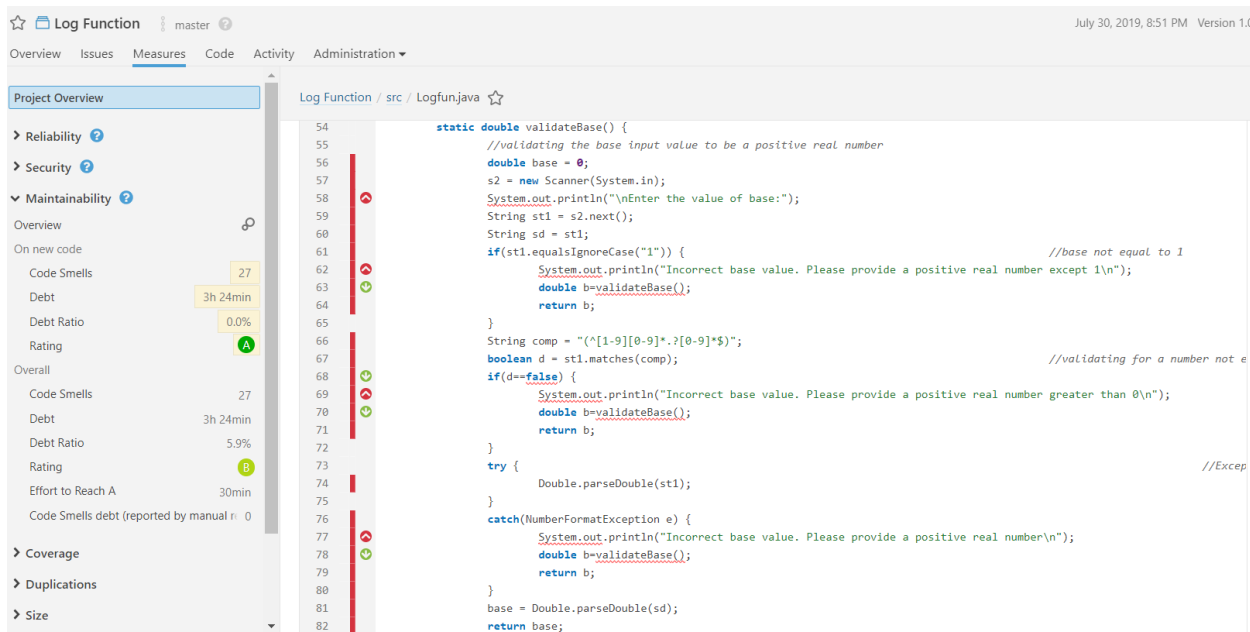 Log Function master
July 30, 2019, 8:51 PM Version 1.0
Overview Issues Measures Code Activity Administration
Project Overview
Reliability
Security
Maintainability
Overview
On new code
Code Smells 27
Debt 3h 24min
Debt Ratio 0.0%
Rating A
Overall
Code Smells 27
Debt 3h 24min
Debt Ratio 5.9%
Rating B
Effort to Reach A 30min
Code Smells debt (reported by manual 0
Coverage
Duplications
Size
Log Function / src / Logfun.java
54 static double validateBase() {
55 //validating the base input value to be a positive real number
56 double base = 0;
57 s2 = new Scanner(System.in);
58 System.out.println("\nEnter the value of base:");
59 String st1 = s2.next();
60 String sd = st1;
61 if(st1.equalsIgnoreCase("1")) { //base not equal to 1
62 System.out.println("Incorrect base value. Please provide a positive real number except 1\n");
63 double b=validateBase();
64 return b;
65 }
66 String comp = "(^[1-9][0-9]*.?[0-9]*$)";
67 boolean d = st1.matches(comp); //validating for a number not
68 if(d==false) {
69 System.out.println("Incorrect base value. Please provide a positive real number greater than 0\n");
70 double b=validateBase();
71 return b;
72 }
73 try { //Excep
74 Double.parseDouble(st1);
75 }
76 catch(NumberFormatException e) {
77 System.out.println("Incorrect base value. Please provide a positive real number\n");
78 double b=validateBase();
79 return b;
80 }
81 base = Double.parseDouble(sd);
82 return base;